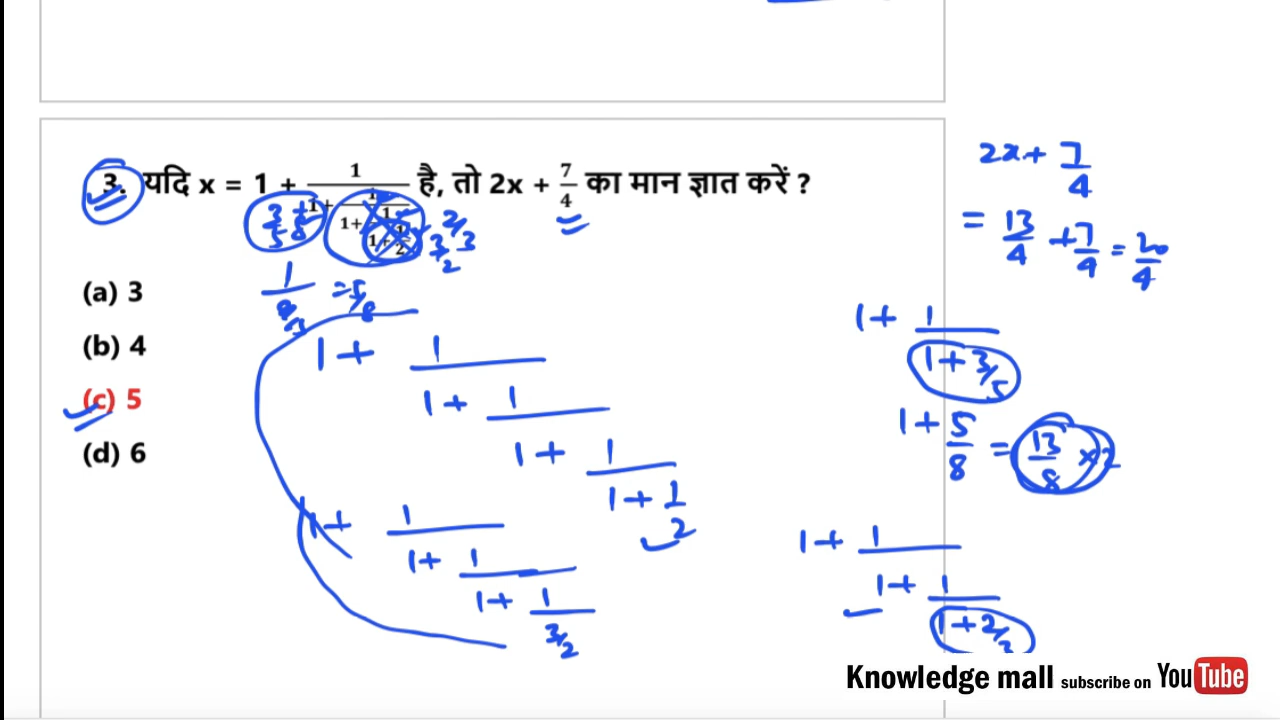 3. यदि x = 1 + 1/(1+ 1/(1+ 1/(1+ 1/2))) है, तो 2x + 7/4 का मान ज्ञात करें ?
(a) 3
(b) 4
(c) 5
(d) 6
1 + 1/(1 + 1/(1 + 1/(1 + 1/2)))
1+ 1/(1+ 1/(1+ 1/(3/2)))
2x + 7/4
= 13/4 + 7/4 = 20/4
1+ 1/(1+3/5)
1+ 5/8 = 13/8 ×2
1+ 1/(1+ 1/(1+2/3))
Knowledge mall subscribe on YouTube